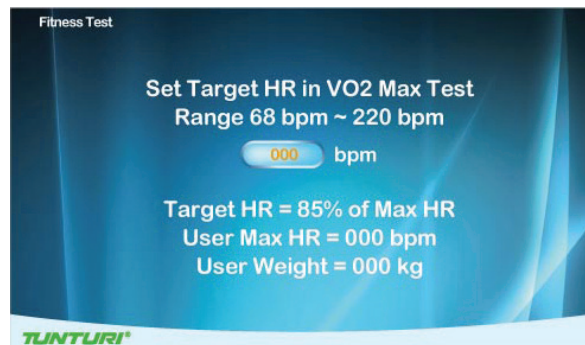 Fitness Test
Set Target HR in VO2 Max Test
Range 68 bpm ~ 220 bpm
000 bpm
Target HR = 85% of Max HR
User Max HR = 000 bpm
User Weight = 000 kg
TUNTURI®